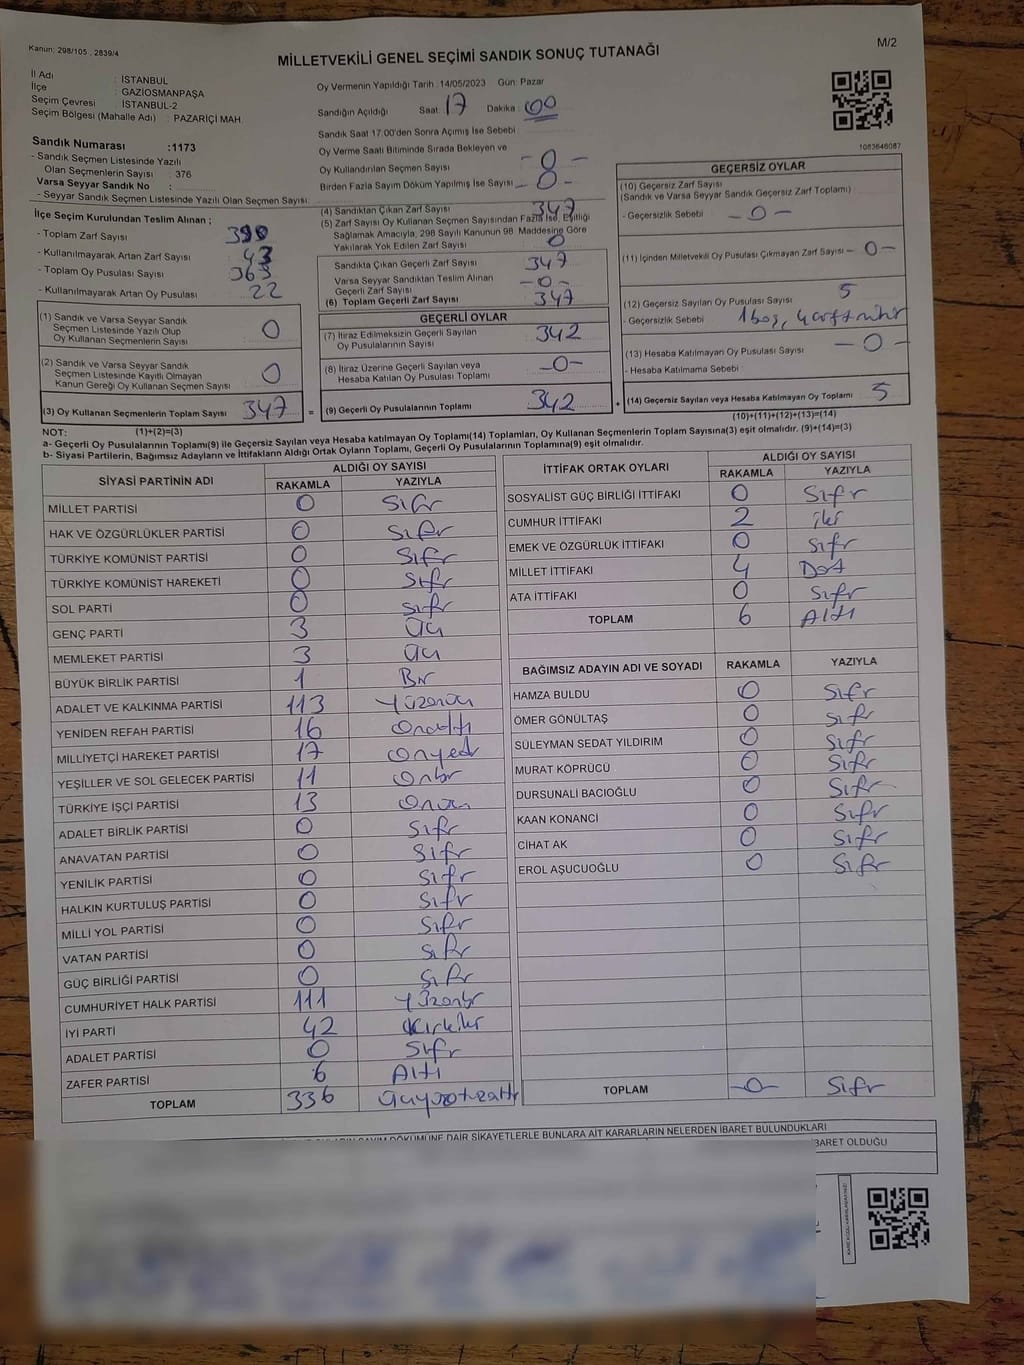 Kanun: 298/105 , 2839/4
M/2
MİLLETVEKİLİ GENEL SEÇİMİ SANDIK SONUÇ TUTANAĞI
İl Adı : İSTANBUL
İlçe : GAZİOSMANPAŞA
Seçim Çevresi : İSTANBUL-2
Seçim Bölgesi (Mahalle Adı) : PAZARİÇİ MAH.
Oy Vermenin Yapıldığı Tarih :14/05/2023 Gün: Pazar
Sandığın Açıldığı Saat: 17 Dakika : 00
Sandık Saat 17.00'den Sonra Açımış İse Sebebi :
Oy Verme Saati Bitiminde Sırada Bekleyen ve
Oy Kullandırılan Seçmen Sayısı -0-
Birden Fazla Sayım Döküm Yapılmış İse Sayısı -0-
1083646087
Sandık Numarası :1173
- Sandık Seçmen Listesinde Yazılı
Olan Seçmenlerin Sayısı : 376
Varsa Seyyar Sandık No :
- Seyyar Sandık Seçmen Listesinde Yazılı Olan Seçmen Sayısı:
İlçe Seçim Kurulundan Teslim Alınan ;
- Toplam Zarf Sayısı
- Kullanılmayarak Artan Zarf Sayısı : 43
- Toplam Oy Pusulası Sayısı
- Kullanılmayarak Artan Oy Pusulası : 22
(1) Sandık ve Varsa Seyyar Sandık
Seçmen Listesinde Yazılı Olup
Oy Kullanan Seçmenlerin Sayısı : 0
(2) Sandık ve Varsa Seyyar Sandık
Seçmen Listesinde Kayıtlı Olmayan
Kanun Gereği Oy Kullanan Seçmen Sayısı : 0
(3) Oy Kullanan Seçmenlerin Toplam Sayısı 347 =
(4) Sandıktan Çıkan Zarf Sayısı 347
(5) Zarf Sayısı Oy Kullanan Seçmen Sayısından Fazla İse, Eşitliği
Sağlamak Amacıyla, 298 Sayılı Kanunun 98. Maddesine Göre
Yakılarak Yok Edilen Zarf Sayısı 0
Sandıkta Çıkan Geçerli Zarf Sayısı 347
Varsa Seyyar Sandıktan Teslim Alınan
Geçerli Zarf Sayısı -0-
(6) Toplam Geçerli Zarf Sayısı 347
GEÇERLİ OYLAR
(7) İtiraz Edilmeksizin Geçerli Sayılan
Oy Pusulalarının Sayısı 342
(8) İtiraz Üzerine Geçerli Sayılan veya
Hesaba Katılan Oy Pusulası Toplamı -0-
(9) Geçerli Oy Pusulalarının Toplamı 342 +
GEÇERSİZ OYLAR
(10) Geçersiz Zarf Sayısı
(Sandık ve Varsa Seyyar Sandık Geçersiz Zarf Toplamı)
- Geçersizlik Sebebi -0-
(11) İçinden Milletvekili Oy Pusulası Çıkmayan Zarf Sayısı -0-
(12) Geçersiz Sayılan Oy Pusulası Sayısı 5
- Geçersizlik Sebebi : 1 boş, 4
(13) Hesaba Katılmayan Oy Pusulası Sayısı -0-
- Hesaba Katılmama Sebebi
(14) Geçersiz Sayılan veya Hesaba Katılmayan Oy Toplamı 5
(1)+(2)=(3)
(10)+(11)+(12)+(13)=(14)
NOT:
a- Geçerli Oy Pusulalarının Toplamı(9) ile Geçersiz Sayılan veya Hesaba katılmayan Oy Toplamı(14) Toplamları, Oy Kullanan Seçmenlerin Toplam Sayısına(3) eşit olmalıdır. (9)+(14)=(3)
b- Siyasi Partilerin, Bağımsız Adayların ve İttifakların Aldığı Ortak Oyların Toplamı, Geçerli Oy Pusulalarının Toplamına(9) eşit olmalıdır.
SİYASİ PARTİNİN ADI ALDIĞI OY SAYISI
RAKAMLA YAZIYLA
MİLLET PARTİSİ 0 Sıfır
HAK VE ÖZGÜRLÜKLER PARTİSİ 0 Sıfır
TÜRKİYE KOMÜNİST PARTİSİ 0 Sıfır
TÜRKİYE KOMÜNİST HAREKETİ 0 Sıfır
SOL PARTİ 0 Sıfır
GENÇ PARTİ 3 Üç
MEMLEKET PARTİSİ 3 Üç
BÜYÜK BİRLİK PARTİSİ 1 Bir
ADALET VE KALKINMA PARTİSİ 113 Yüzonüç
YENİDEN REFAH PARTİSİ 16 Onaltı
MİLLİYETÇİ HAREKET PARTİSİ 17 Onyedi
YEŞİLLER VE SOL GELECEK PARTİSİ 11 Onbir
TÜRKİYE İŞÇİ PARTİSİ 13 Onüç
ADALET BİRLİK PARTİSİ 0 Sıfır
ANAVATAN PARTİSİ 0 Sıfır
YENİLİK PARTİSİ 0 Sıfır
HALKIN KURTULUŞ PARTİSİ 0 Sıfır
MİLLİ YOL PARTİSİ 0 Sıfır
VATAN PARTİSİ 0 Sıfır
GÜÇ BİRLİĞİ PARTİSİ 0 Sıfır
CUMHURİYET HALK PARTİSİ 111 Yüzonbir
İYİ PARTİ 42 Kırkiki
ADALET PARTİSİ 0 Sıfır
ZAFER PARTİSİ 6 Altı
TOPLAM 336 Üçyüzotuzaltı
İTTİFAK ORTAK OYLARI ALDIĞI OY SAYISI
RAKAMLA YAZIYLA
SOSYALİST GÜÇ BİRLİĞİ İTTİFAKI 0 Sıfır
CUMHUR İTTİFAKI 2 iki
EMEK VE ÖZGÜRLÜK İTTİFAKI 0 Sıfır
MİLLET İTTİFAKI 4 Dört
ATA İTTİFAKI 0 Sıfır
TOPLAM 6 Altı
BAĞIMSIZ ADAYIN ADI VE SOYADI RAKAMLA YAZIYLA
HAMZA BULDU 0 Sıfır
ÖMER GÖNÜLTAŞ 0 Sıfır
SÜLEYMAN SEDAT YILDIRIM 0 Sıfır
MURAT KÖPRÜCÜ 0 Sıfır
DURSUNALİ BACIOĞLU 0 Sıfır
KAAN KONANCİ 0 Sıfır
CİHAT AK 0 Sıfır
EROL AŞUCUOĞLU 0 Sıfır
TOPLAM -0- Sıfır
SAYIM DÖKÜMÜNE DAİR ŞİKAYETLERLE BUNLARA AİT KARARLARIN NELERDEN İBARET BULUNDUKLARI
İBARET OLDUĞU